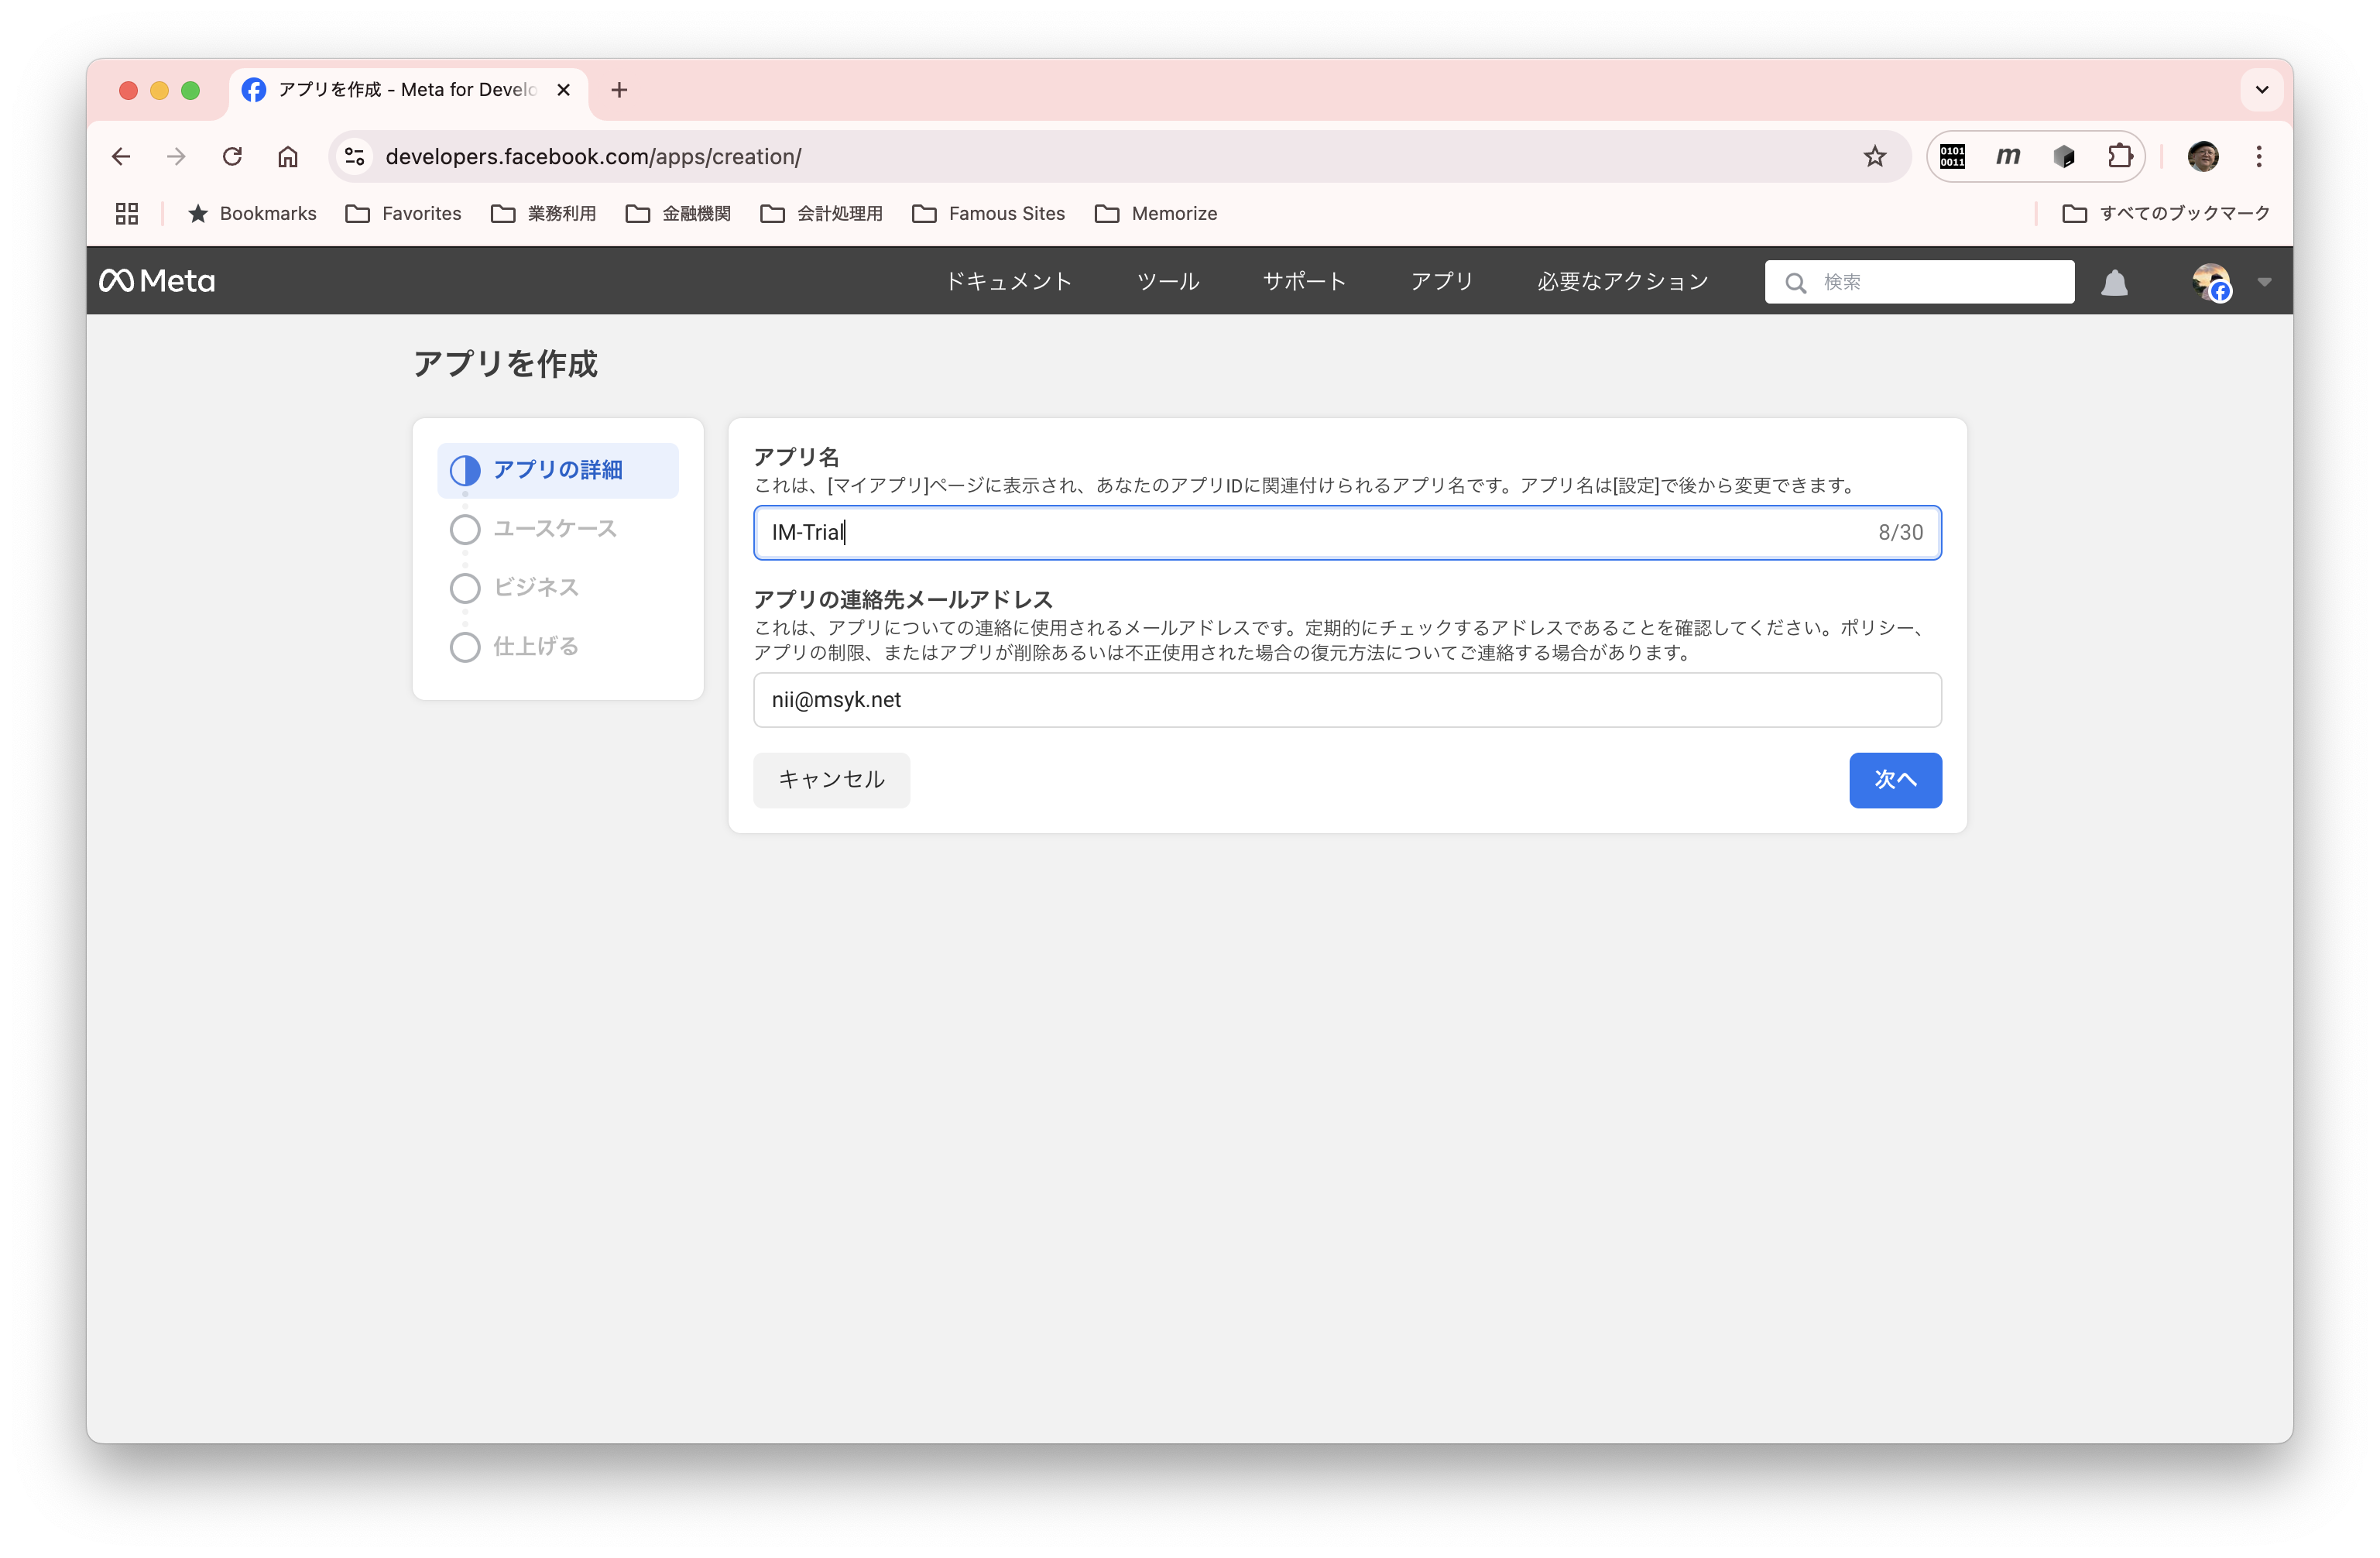 アプリを作成 - Meta for Develo
developers.facebook.com/apps/creation/
0101
0011
m
Bookmarks Favorites 業務利用 金融機関 会計処理用 Famous Sites Memorize すべてのブックマーク
Meta ドキュメント ツール サポート アプリ 必要なアクション 検索
アプリを作成
アプリの詳細
ユースケース
ビジネス
仕上げる
アプリ名
これは、[マイアプリ]ページに表示され、あなたのアプリIDに関連付けられるアプリ名です。アプリ名は[設定]で後から変更できます。
IM-Trial 8/30
アプリの連絡先メールアドレス
これは、アプリについての連絡に使用されるメールアドレスです。定期的にチェックするアドレスであることを確認してください。ポリシー、
アプリの制限、またはアプリが削除あるいは不正使用された場合の復元方法についてご連絡する場合があります。
nii@msyk.net
キャンセル 次へ